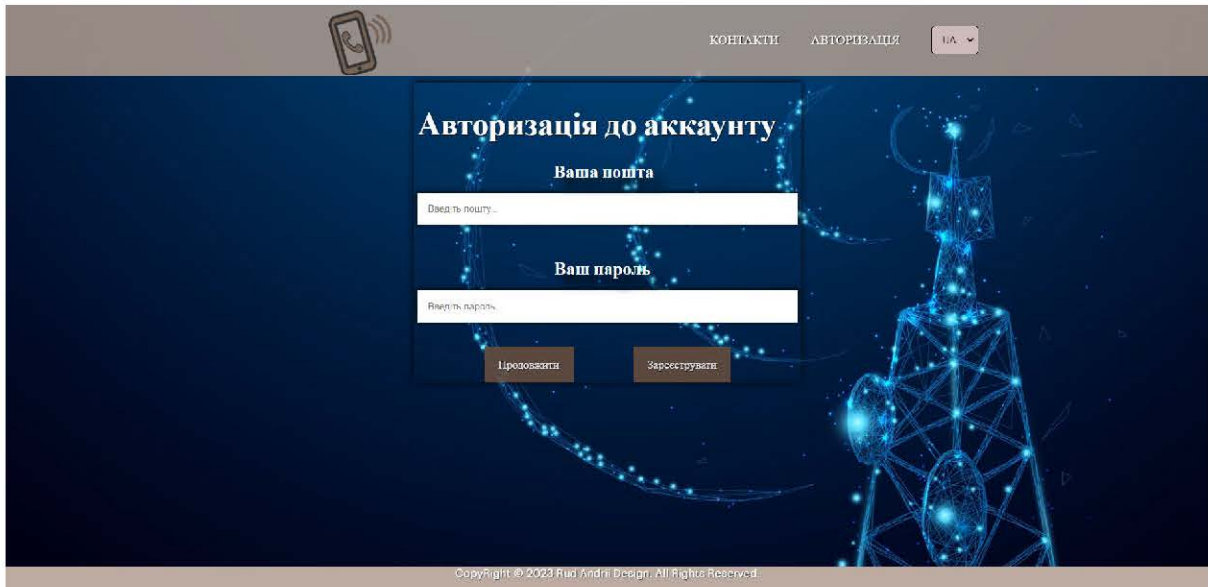 КОНТАКТИ АВТОРИЗАЦІЯ UA
Авторизація до аккаунту
Ваша пошта
Введіть пошту...
Ваш пароль
Введіть пароль...
Продовжити Зареєструвати
CopyRight © 2023 Rud Andrii Design. All Rights Reserved.